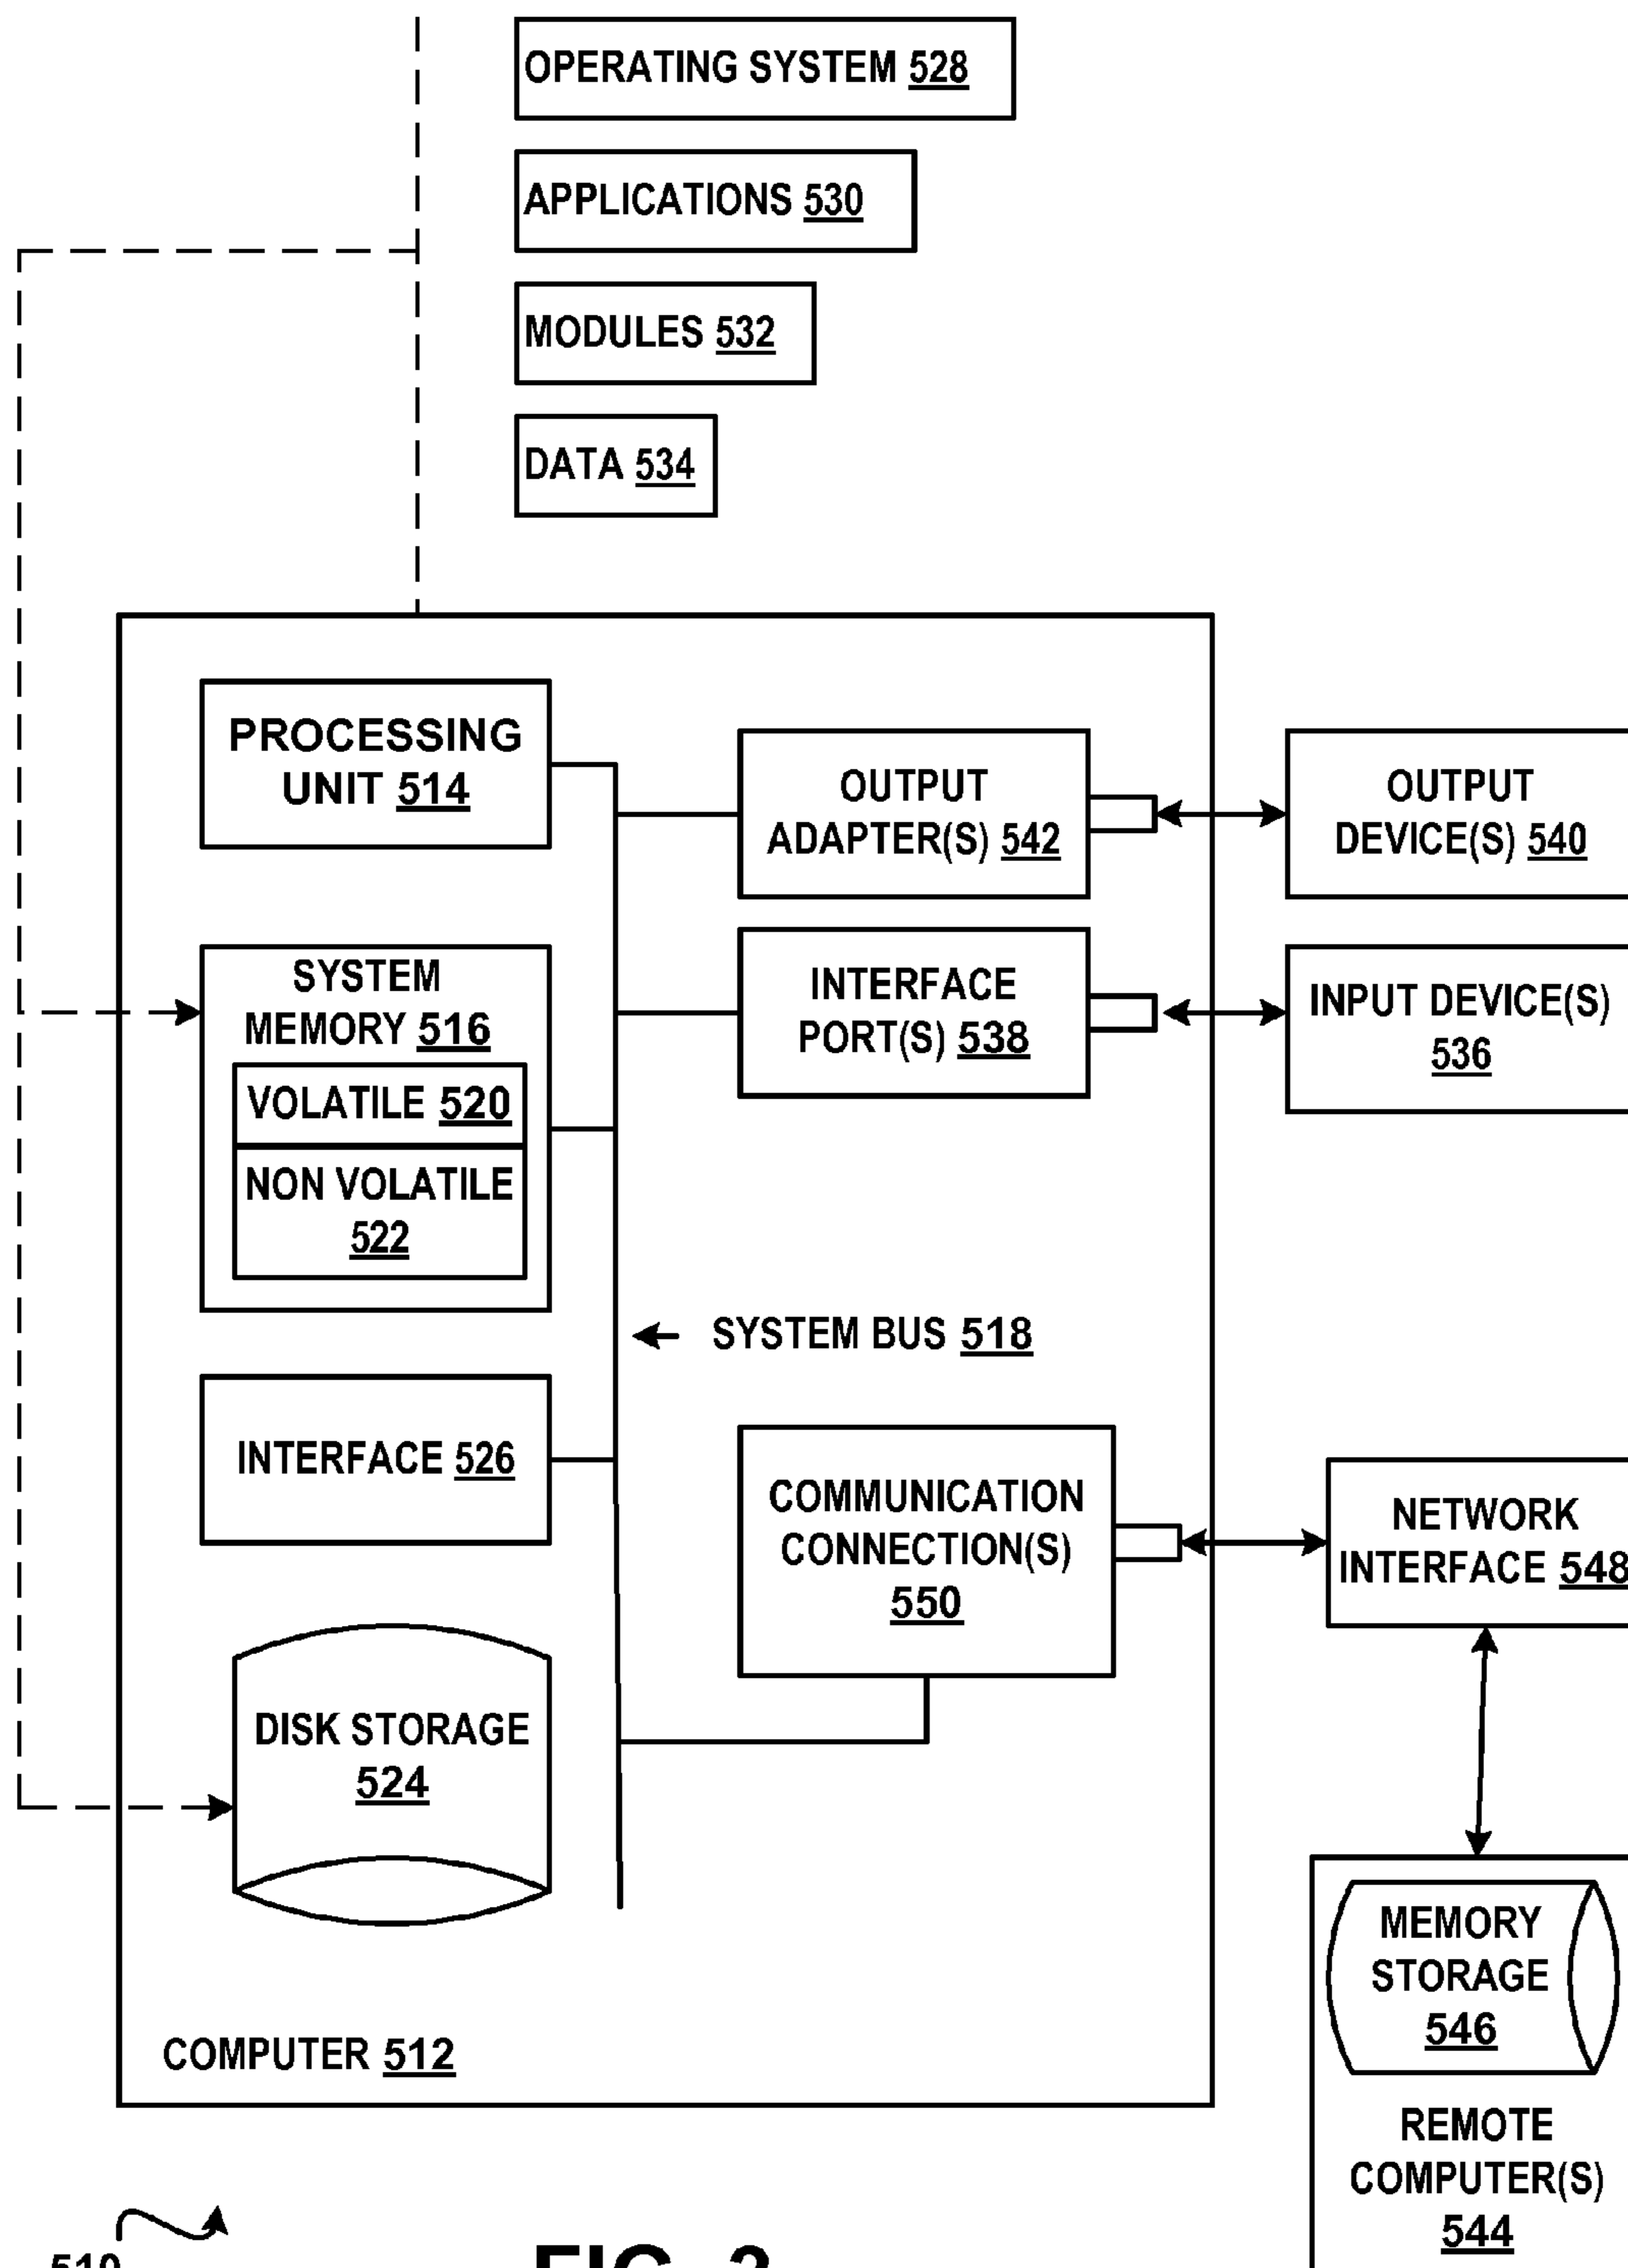 OPERATING SYSTEM 528
APPLICATIONS 530
MODULES 532
DATA 534
PROCESSING
UNIT 514
OUTPUT
ADAPTER(S) 542
OUTPUT
DEVICE(S) 540
SYSTEM
MEMORY 516
VOLATILE 520
NON VOLATILE
522
INTERFACE
PORT(S) 538
INPUT DEVICE(S)
536
SYSTEM BUS 518
INTERFACE 526
COMMUNICATION
CONNECTION(S)
550
NETWORK
INTERFACE 548
DISK STORAGE
524
MEMORY
STORAGE
546
REMOTE
COMPUTER(S)
544
COMPUTER 512
FIG.